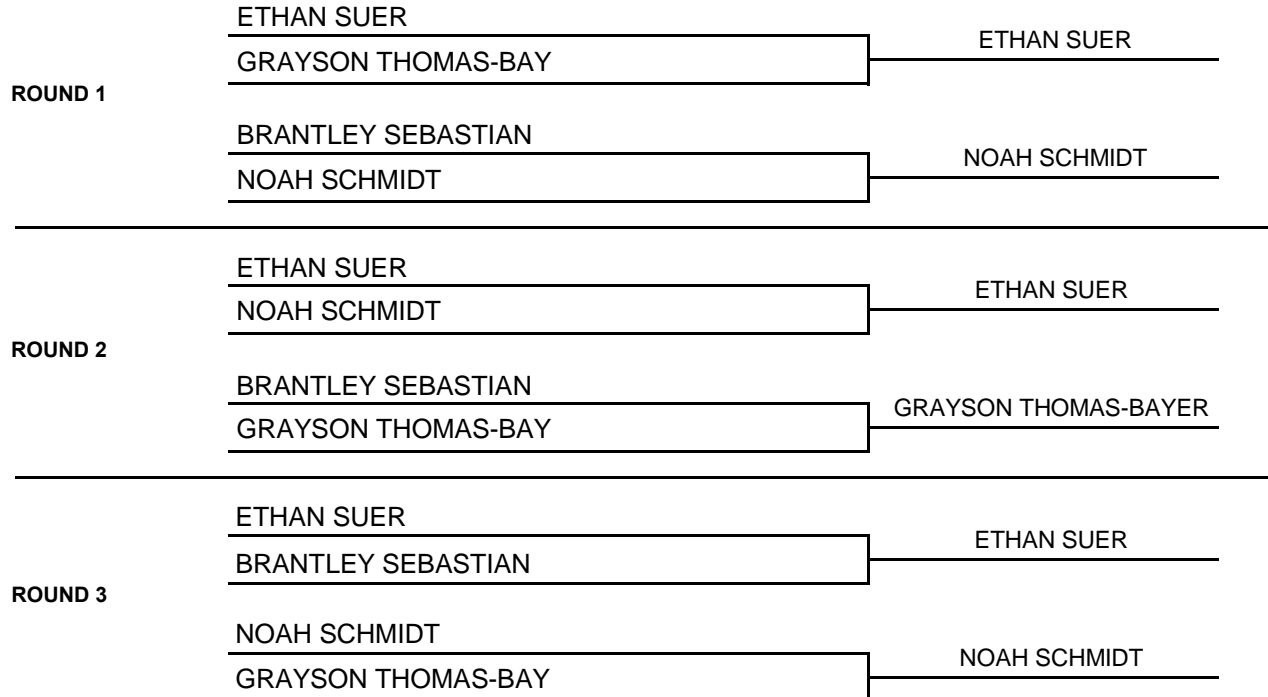 ETHAN SUER
ETHAN SUER
GRAYSON THOMAS-BAY
ROUND 1
BRANTLEY SEBASTIAN
NOAH SCHMIDT
NOAH SCHMIDT
ETHAN SUER
ETHAN SUER
NOAH SCHMIDT
ROUND 2
BRANTLEY SEBASTIAN
GRAYSON THOMAS-BAYER
GRAYSON THOMAS-BAY
ETHAN SUER
ETHAN SUER
BRANTLEY SEBASTIAN
ROUND 3
NOAH SCHMIDT
NOAH SCHMIDT
GRAYSON THOMAS-BAY